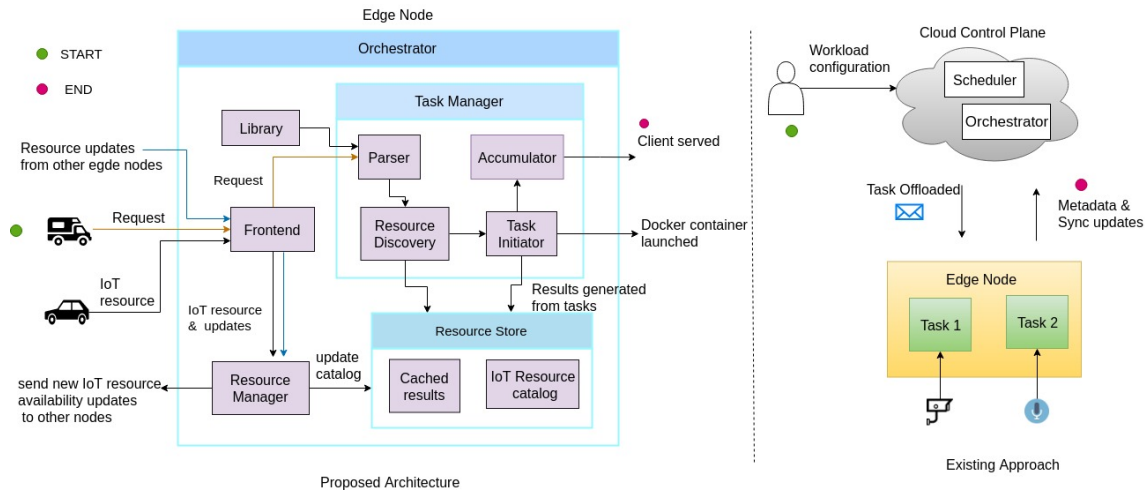 Edge Node
Orchestrator
START
END
Task Manager
Library
Parser
Accumulator
Client served
Resource updates
from other egde nodes
Request
Request
Frontend
Resource
Discovery
Task
Initiator
Docker container
launched
IoT
resource
IoT resource
& updates
Results generated
from tasks
Resource Store
update
catalog
Resource
Manager
Cached
results
IoT Resource
catalog
send new IoT resource
availability updates
to other nodes
Proposed Architecture
Cloud Control Plane
Workload
configuration
Scheduler
Orchestrator
Task Offloaded
Metadata &
Sync updates
Edge Node
Task 1
Task 2
Existing Approach